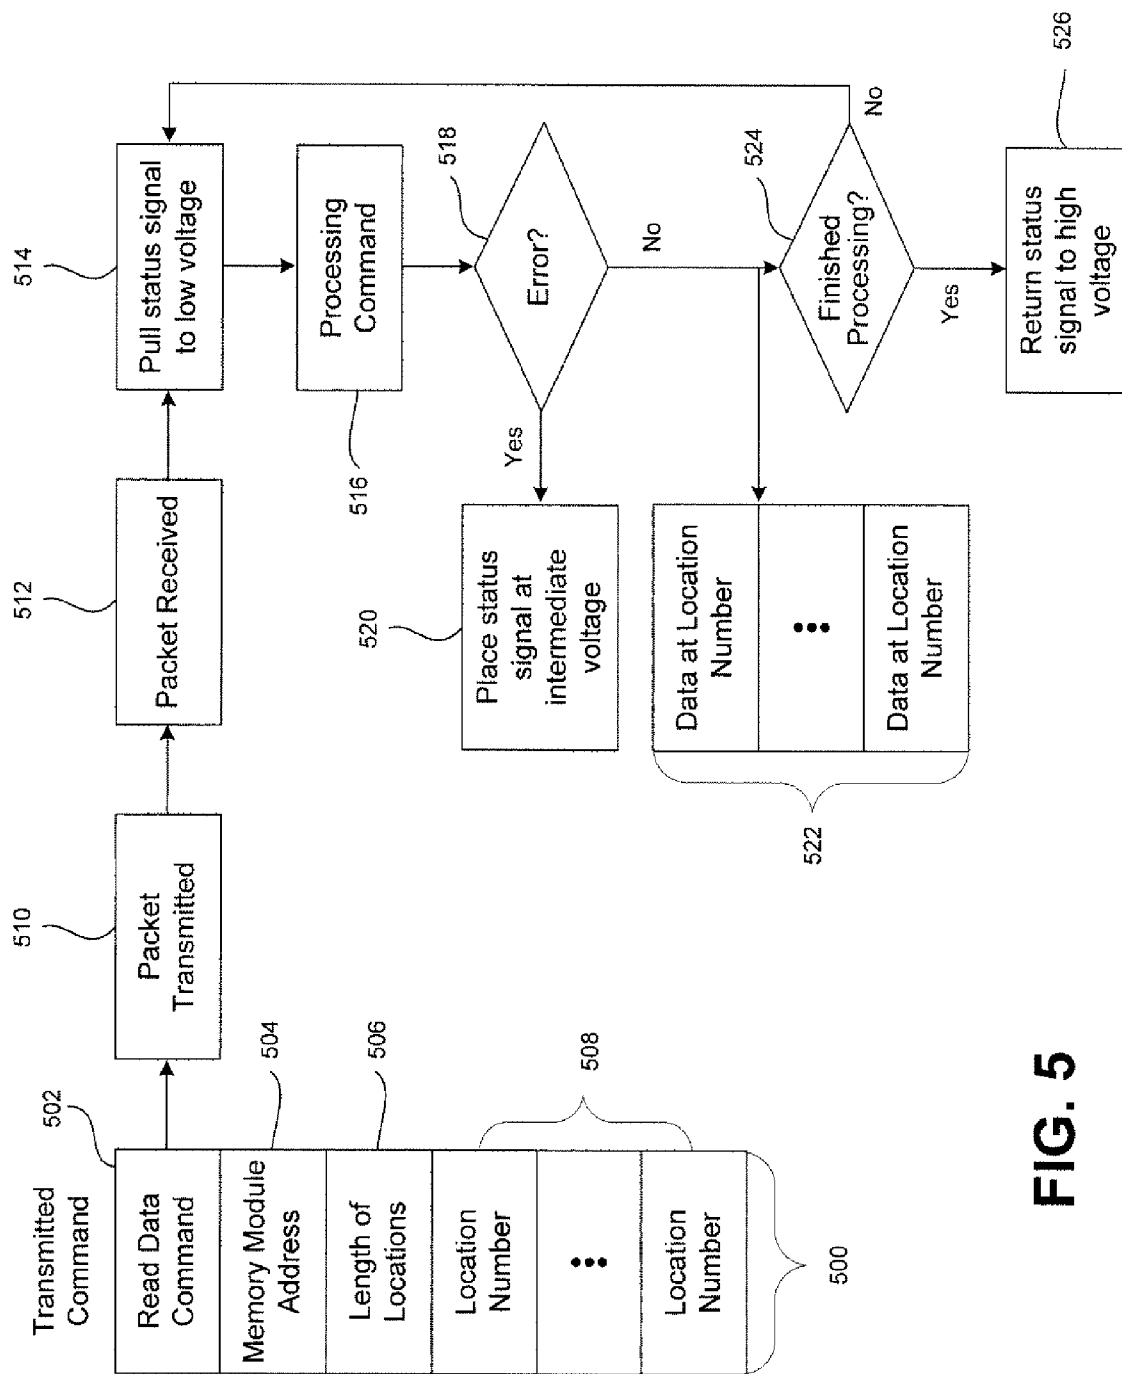 Transmitted
Command
502
Read Data
Command
504
Memory Module
Address
506
Length of
Locations
508
Location
Number
•••
Location
Number
500
510
Packet
Transmitted
512
Packet Received
514
Pull status signal
to low voltage
516
Processing
Command
518
Error?
Yes
No
520
Place status
signal at
intermediate
voltage
522
Data at Location
Number
•••
Data at Location
Number
524
Finished
Processing?
No
Yes
526
Return status
signal to high
voltage
FIG. 5